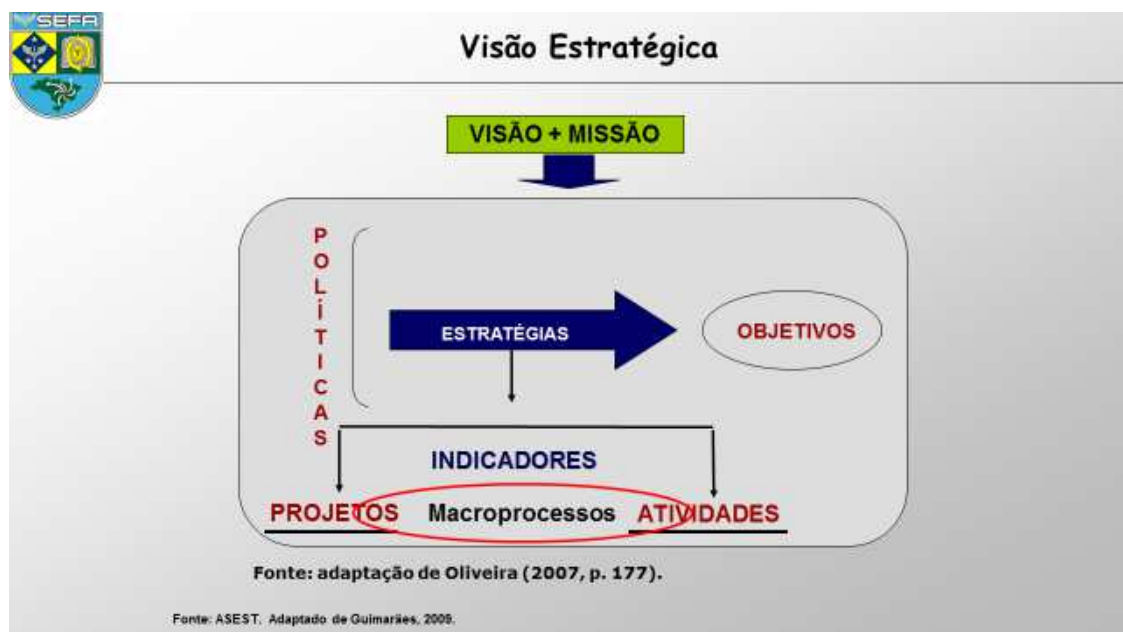 SEFA
Visão Estratégica
VISÃO + MISSÃO
POLÍTICAS
ESTRATÉGIAS
OBJETIVOS
INDICADORES
PROJETOS Macroprocessos ATIVIDADES
Fonte: adaptação de Oliveira (2007, p. 177).
Fonte: ASEST. Adaptado de Guimarães, 2009.